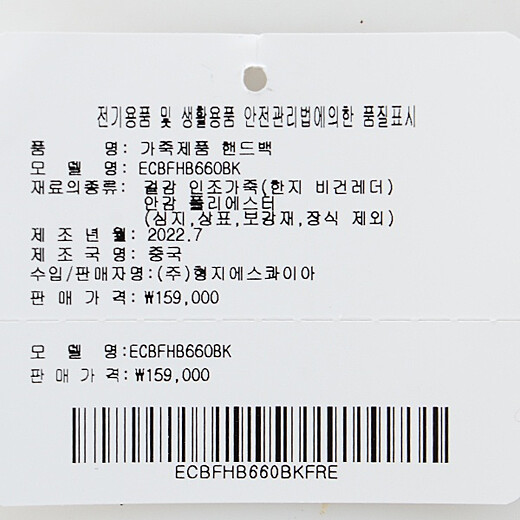 전기용품 및 생활용품 안전관리법에의한 품질표시
품 명: 가죽제품 핸드백
모 델 명: ECBFHB660BK
재료의종류: 겉감 인조가죽(한지 비건레더)
안감 폴리에스터
(심지,상표,보강재,장식 제외)
제 조 년 월: 2022.7
제 조 국 명: 중국
수입/판매자명:(주)형지에스콰이아
판 매 가 격: ₩159,000
모 델 명:ECBFHB660BK
판 매 가 격:₩159,000
ECBFHB660BKFRE